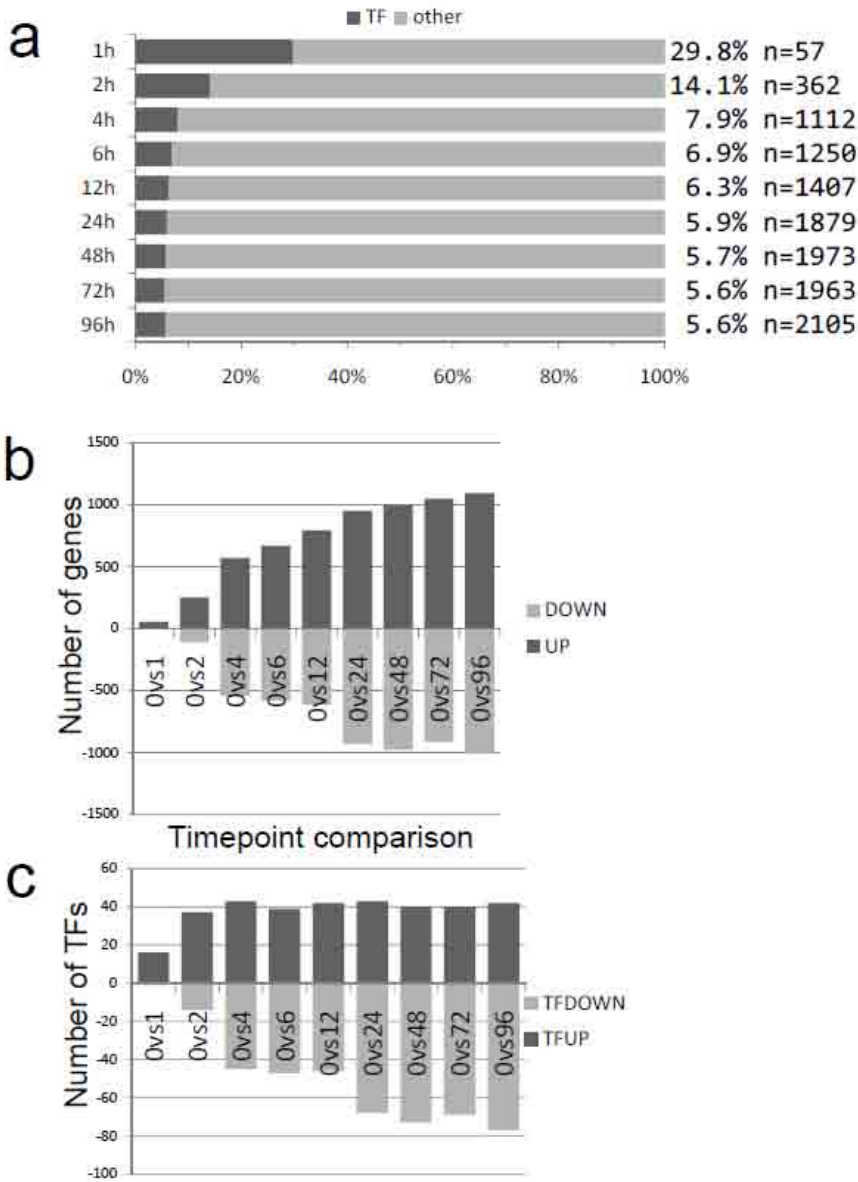 a
TF other
1h 29.8% n=57
2h 14.1% n=362
4h 7.9% n=1112
6h 6.9% n=1250
12h 6.3% n=1407
24h 5.9% n=1879
48h 5.7% n=1973
72h 5.6% n=1963
96h 5.6% n=2105
0% 20% 40% 60% 80% 100%
b
Number of genes
1500
1000
500
0
-500
-1000
-1500
0vs1 0vs2 0vs4 0vs6 0vs12 0vs24 0vs48 0vs72 0vs96
DOWN
UP
Timepoint comparison
c
Number of TFs
60
40
20
0
-20
-40
-60
-80
-100
0vs1 0vs2 0vs4 0vs6 0vs12 0vs24 0vs48 0vs72 0vs96
TFDOWN
TFUP